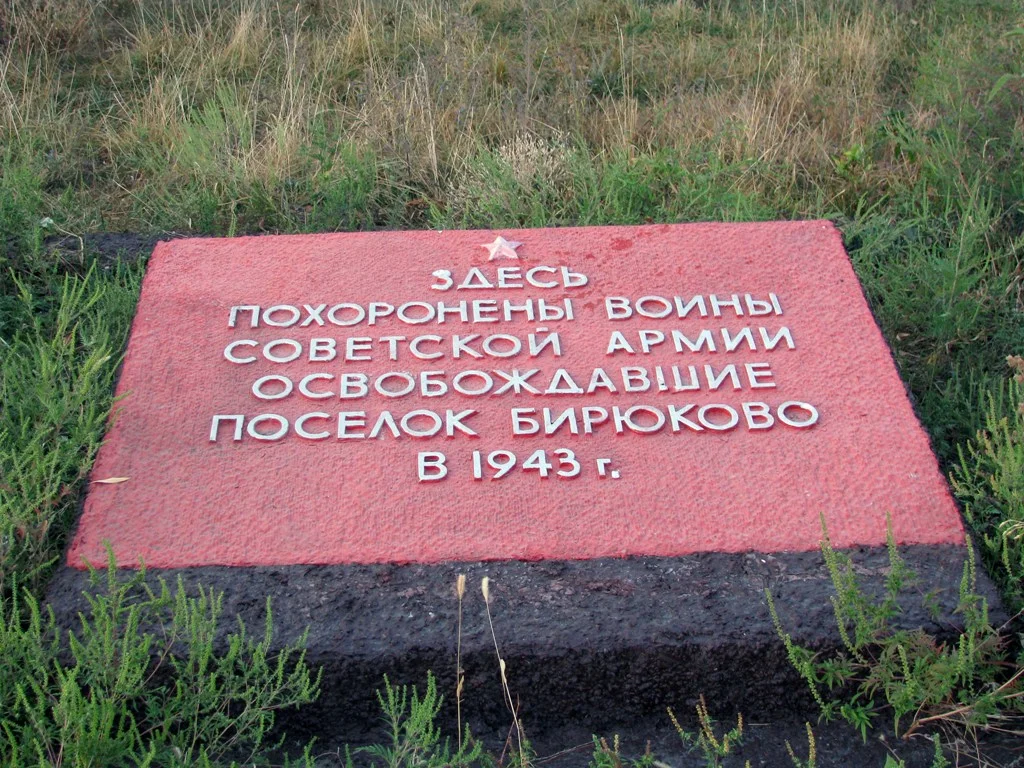 ЗДЕСЬ
ПОХОРОНЕНЫ ВОИНЫ
СОВЕТСКОЙ АРМИИ
ОСВОБОЖДАВШИЕ
ПОСЕЛОК БИРЮКОВО
В 1943 г.